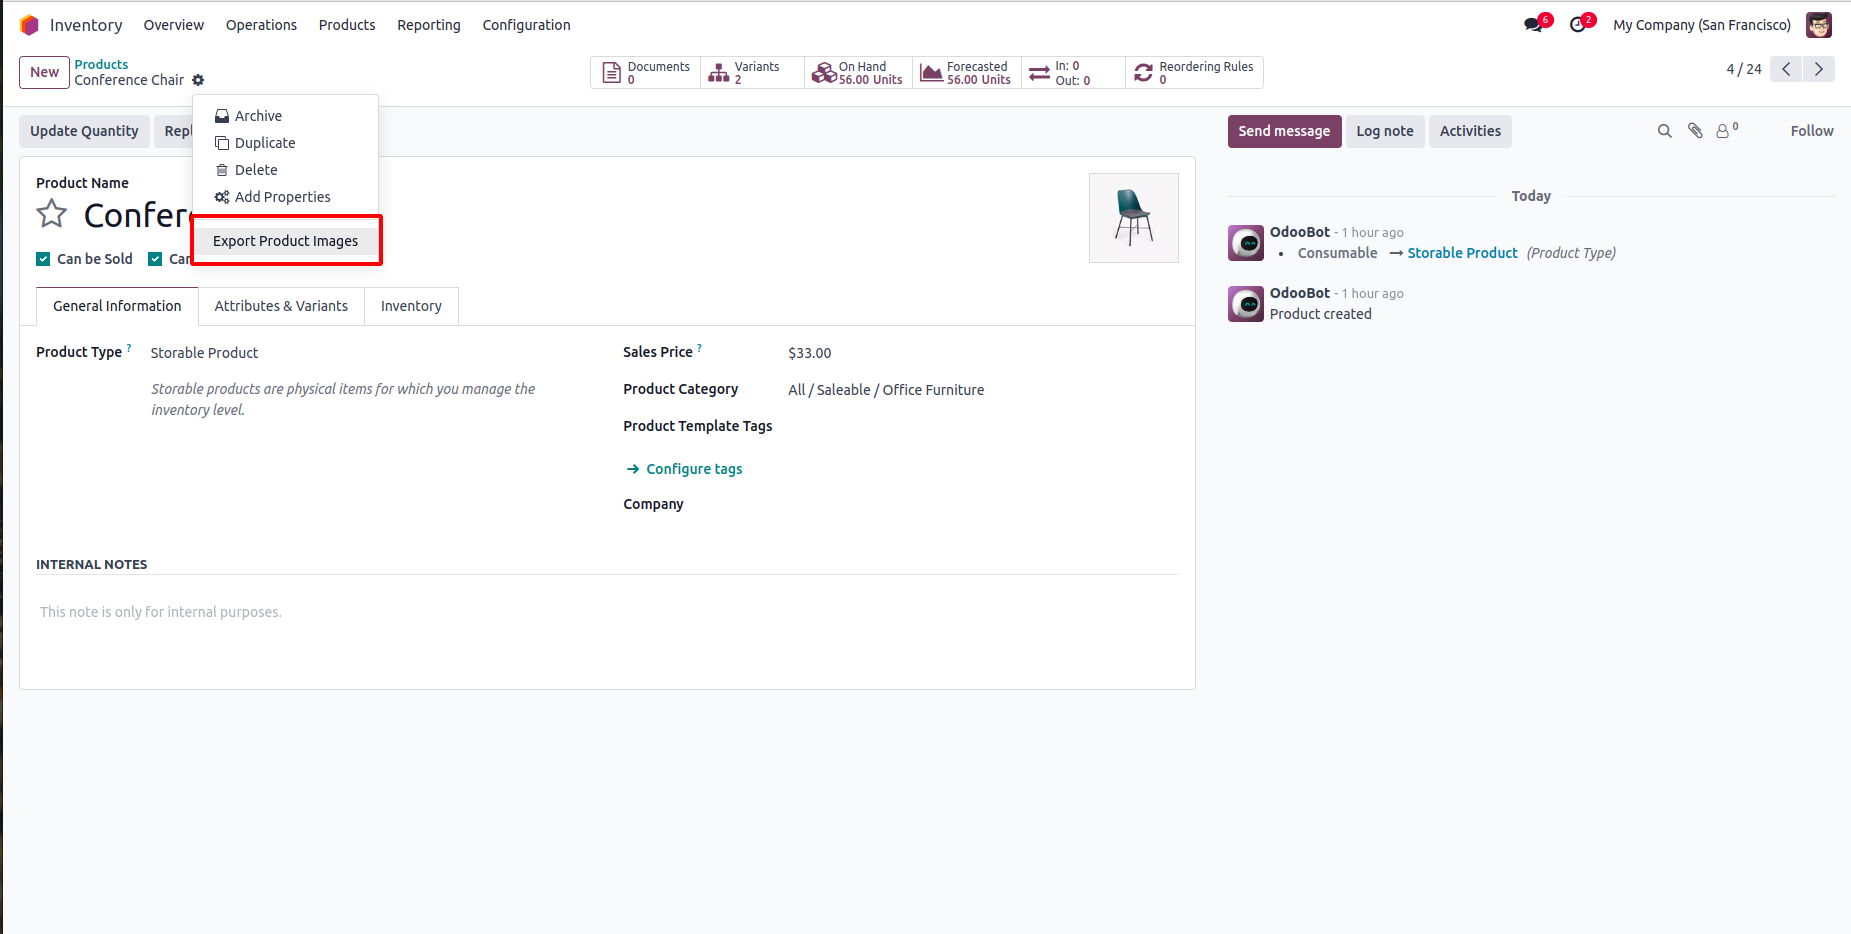 Inventory Overview Operations Products Reporting Configuration
6 2 My Company (San Francisco)
New
Products
Conference Chair
Documents
0
Variants
2
On Hand
56.00 Units
Forecasted
56.00 Units
In: 0
Out: 0
Reordering Rules
0
4 / 24
Archive
Duplicate
Delete
Add Properties
Export Product Images
Update Quantity Repl
Send message Log note Activities
0 Follow
Product Name
Confere
Can be Sold Can
General Information Attributes & Variants Inventory
Product Type ? Storable Product
Storable products are physical items for which you manage the
inventory level.
Sales Price ? $33.00
Product Category All / Saleable / Office Furniture
Product Template Tags
Configure tags
Company
INTERNAL NOTES
This note is only for internal purposes.
Today
OdooBot - 1 hour ago
• Consumable → Storable Product (Product Type)
OdooBot - 1 hour ago
Product created